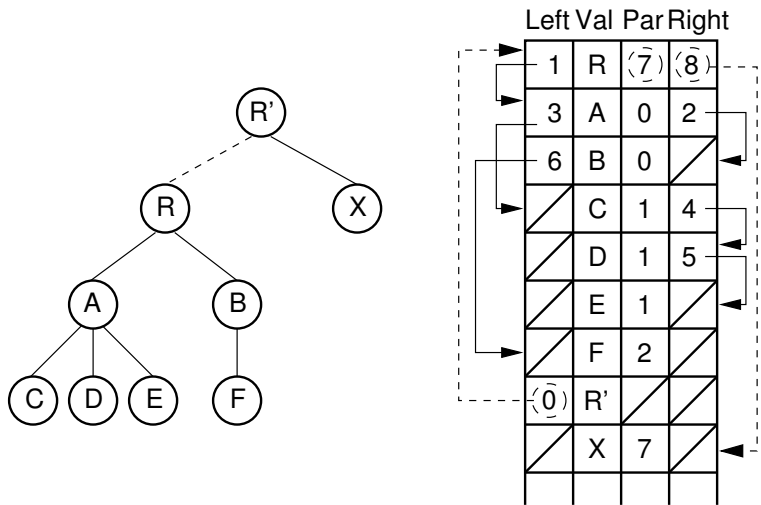 Left Val Par Right
1 R 7 8
R'
3 A 0 2
6 B 0
R X
C 1 4
D 1 5
A B
E 1
F 2
C D E F
0 R'
X 7